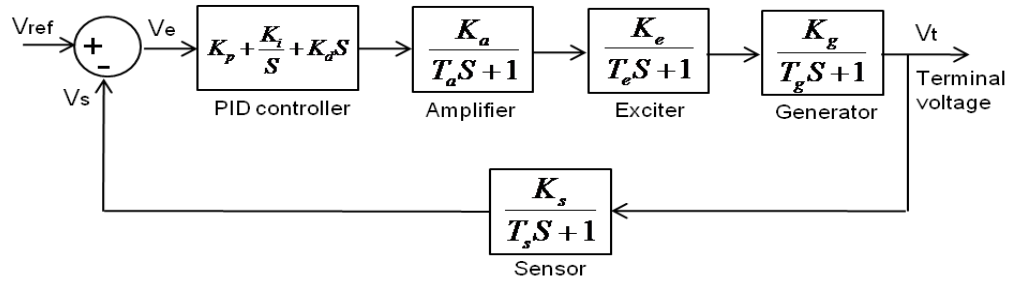 Vref
+
-
Ve
Vs
K_p + K_i/S + K_d S
PID controller
K_a
T_a S + 1
Amplifier
K_e
T_e S + 1
Exciter
K_g
T_g S + 1
Generator
Vt
Terminal
voltage
K_s
T_s S + 1
Sensor